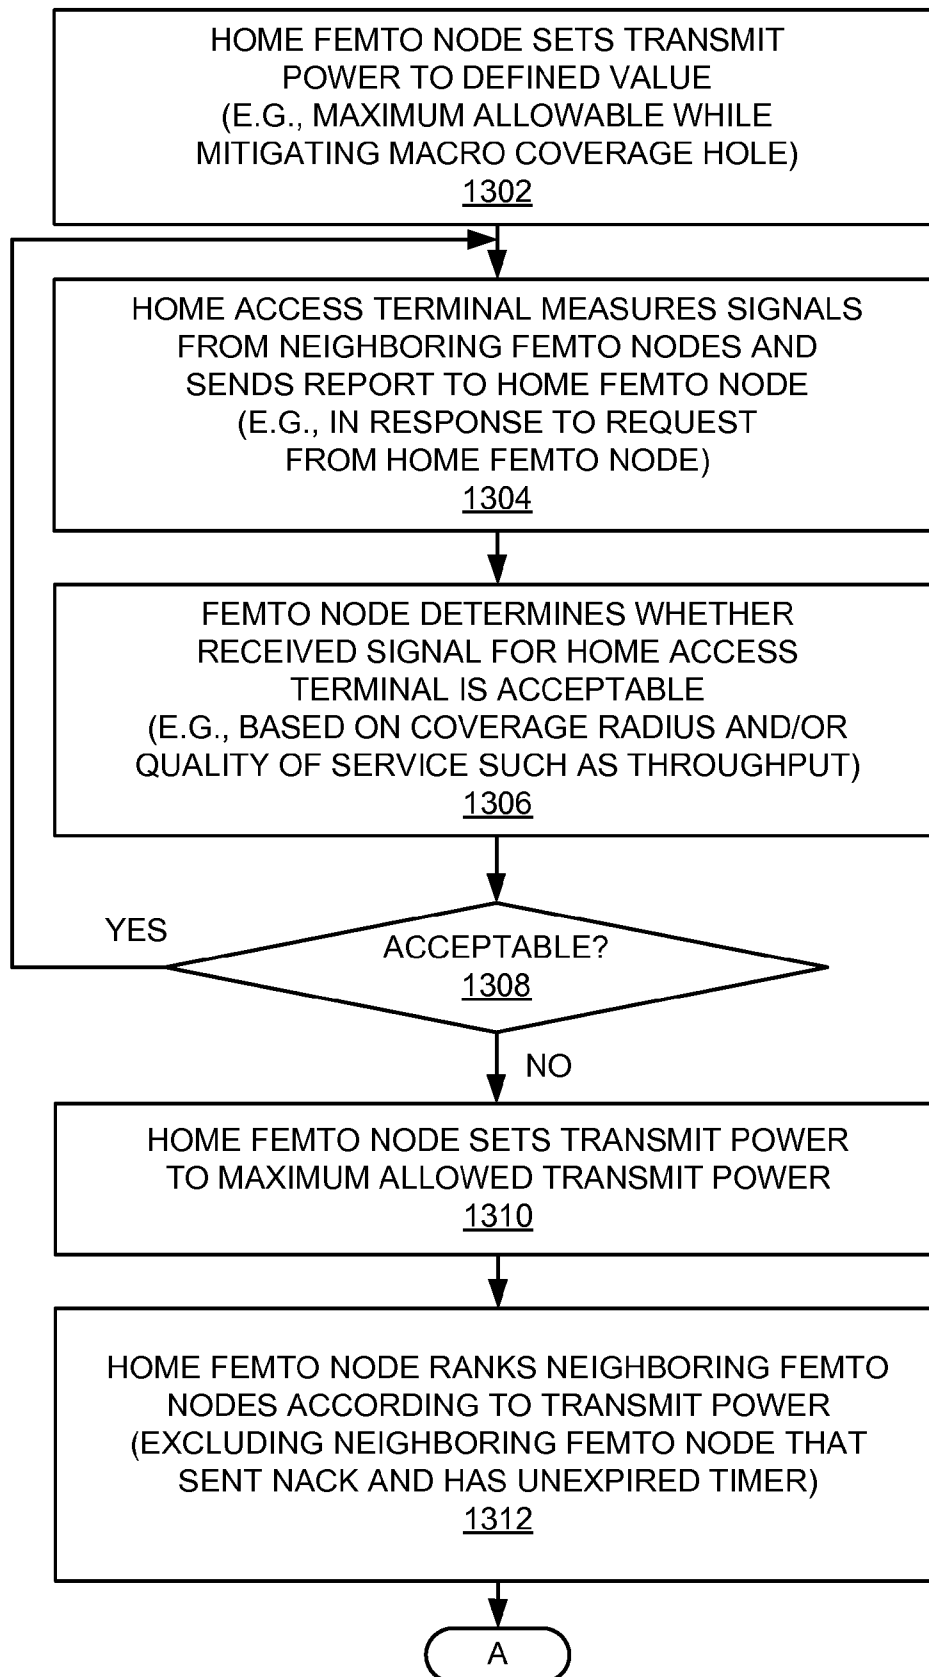 HOME FEMTO NODE SETS TRANSMIT
POWER TO DEFINED VALUE
(E.G., MAXIMUM ALLOWABLE WHILE
MITIGATING MACRO COVERAGE HOLE)
1302
HOME ACCESS TERMINAL MEASURES SIGNALS
FROM NEIGHBORING FEMTO NODES AND
SENDS REPORT TO HOME FEMTO NODE
(E.G., IN RESPONSE TO REQUEST
FROM HOME FEMTO NODE)
1304
FEMTO NODE DETERMINES WHETHER
RECEIVED SIGNAL FOR HOME ACCESS
TERMINAL IS ACCEPTABLE
(E.G., BASED ON COVERAGE RADIUS AND/OR
QUALITY OF SERVICE SUCH AS THROUGHPUT)
1306
YES
ACCEPTABLE?
1308
NO
HOME FEMTO NODE SETS TRANSMIT POWER
TO MAXIMUM ALLOWED TRANSMIT POWER
1310
HOME FEMTO NODE RANKS NEIGHBORING FEMTO
NODES ACCORDING TO TRANSMIT POWER
(EXCLUDING NEIGHBORING FEMTO NODE THAT
SENT NACK AND HAS UNEXPIRED TIMER)
1312
A